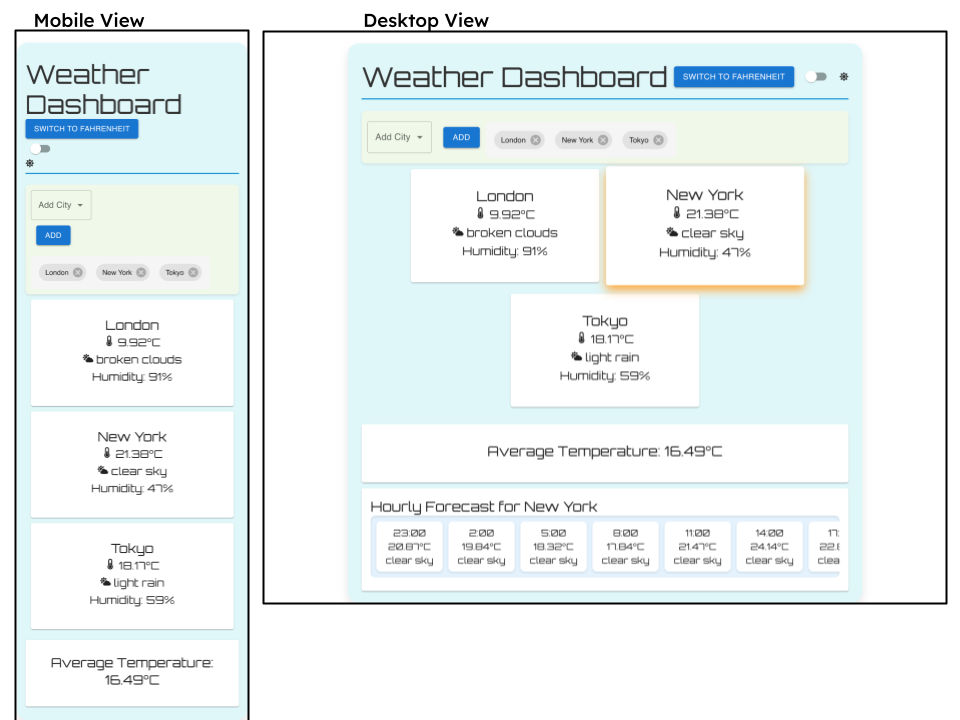 Mobile View
Weather
Dashboard
SWITCH TO FAHRENHEIT
Add City
ADD
London
New York
Tokyo
London
9.92°C
broken clouds
Humidity: 91%
New York
21.38°C
clear sky
Humidity: 47%
Tokyo
18.17°C
light rain
Humidity: 59%
Average Temperature:
16.49°C
Desktop View
Weather Dashboard SWITCH TO FAHRENHEIT
Add City ADD London New York Tokyo
London
9.92°C
broken clouds
Humidity: 91%
New York
21.38°C
clear sky
Humidity: 47%
Tokyo
18.17°C
light rain
Humidity: 59%
Average Temperature: 16.49°C
Hourly Forecast for New York
23:00 2:00 5:00 8:00 11:00 14:00 17:
20.87°C 19.84°C 18.32°C 17.84°C 21.47°C 24.14°C 22.8
clear sky clear sky clear sky clear sky clear sky clear sky clea